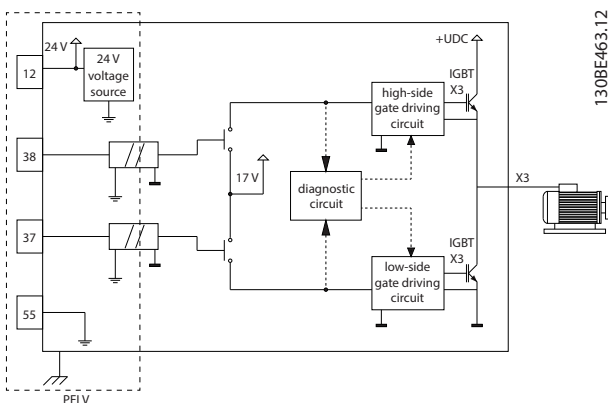 130BE463.12
+UDC
24 V
12
24 V
voltage
source
IGBT
X3
high-side
gate driving
circuit
38
17 V
diagnostic
circuit
X3
37
IGBT
X3
low-side
gate driving
circuit
55
PELV